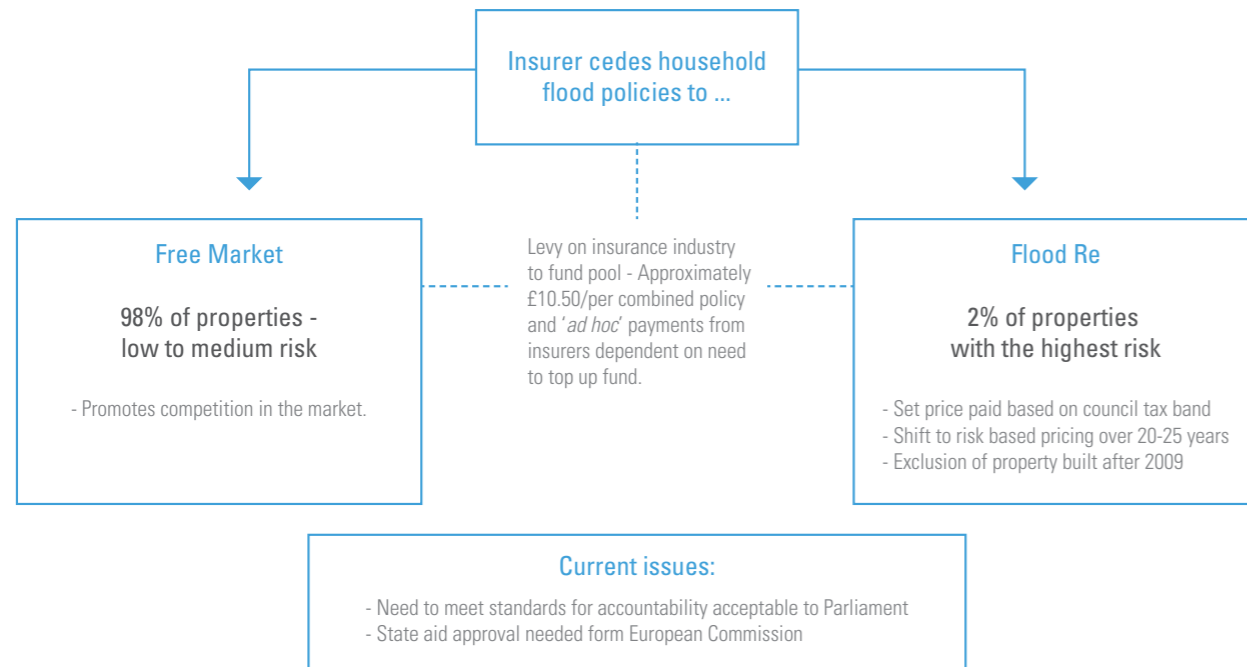 Insurer cedes household
flood policies to ...
Free Market
98% of properties -
low to medium risk
- Promotes competition in the market.
Levy on insurance industry
to fund pool - Approximately
£10.50/per combined policy
and ‘ad hoc’ payments from
insurers dependent on need
to top up fund.
Flood Re
2% of properties
with the highest risk
- Set price paid based on council tax band
- Shift to risk based pricing over 20-25 years
- Exclusion of property built after 2009
Current issues:
- Need to meet standards for accountability acceptable to Parliament
- State aid approval needed form European Commission